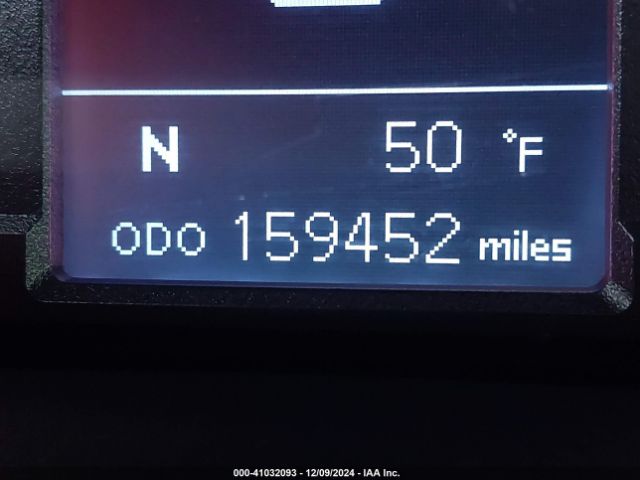 N 50 °F
ODO 159452 miles
000-41032093 - 12/09/2024 - IAA Inc.